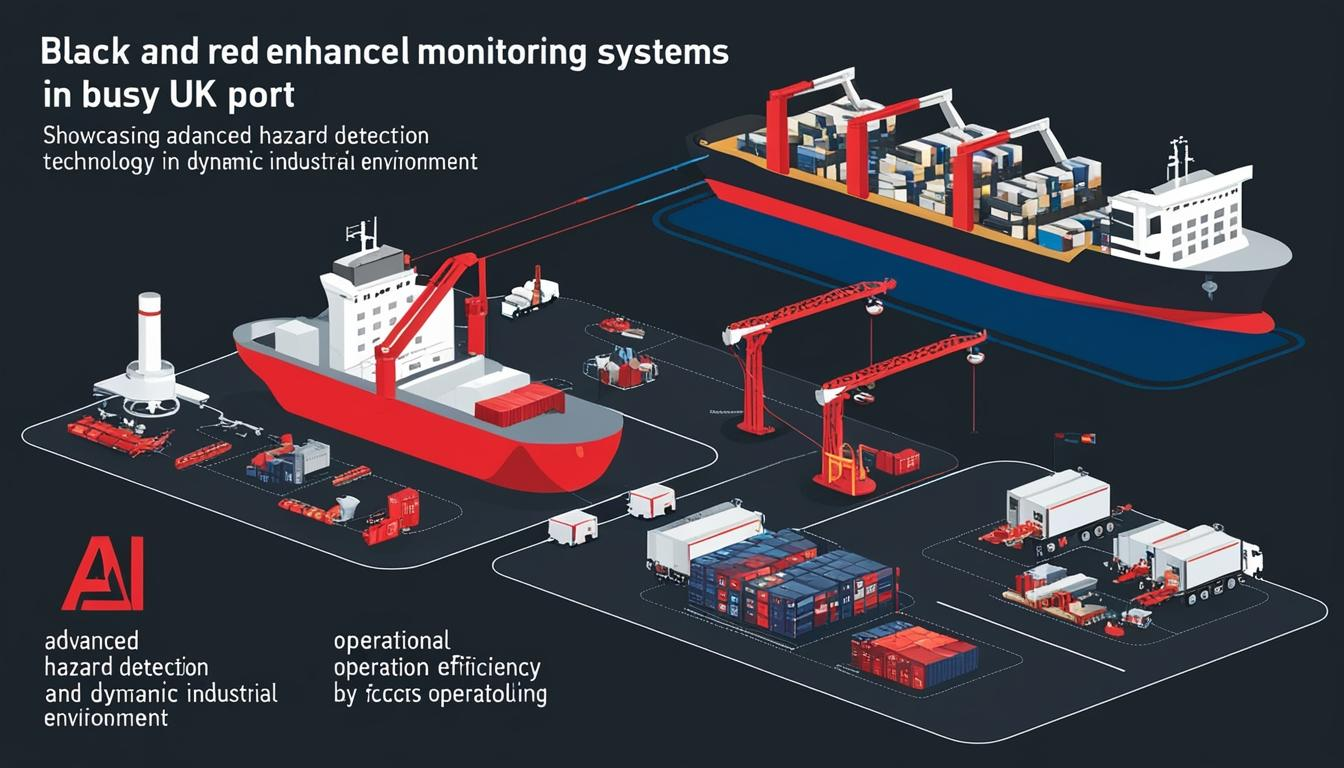 Black and red enhancel monitoring systems
in busy UK port
Showcasing adanced hazard detection
technology in dynamic industrial environment
AI
advanced
hazard detection
and dymanic industrial
environment
operational
operation efficiency
by operatolling